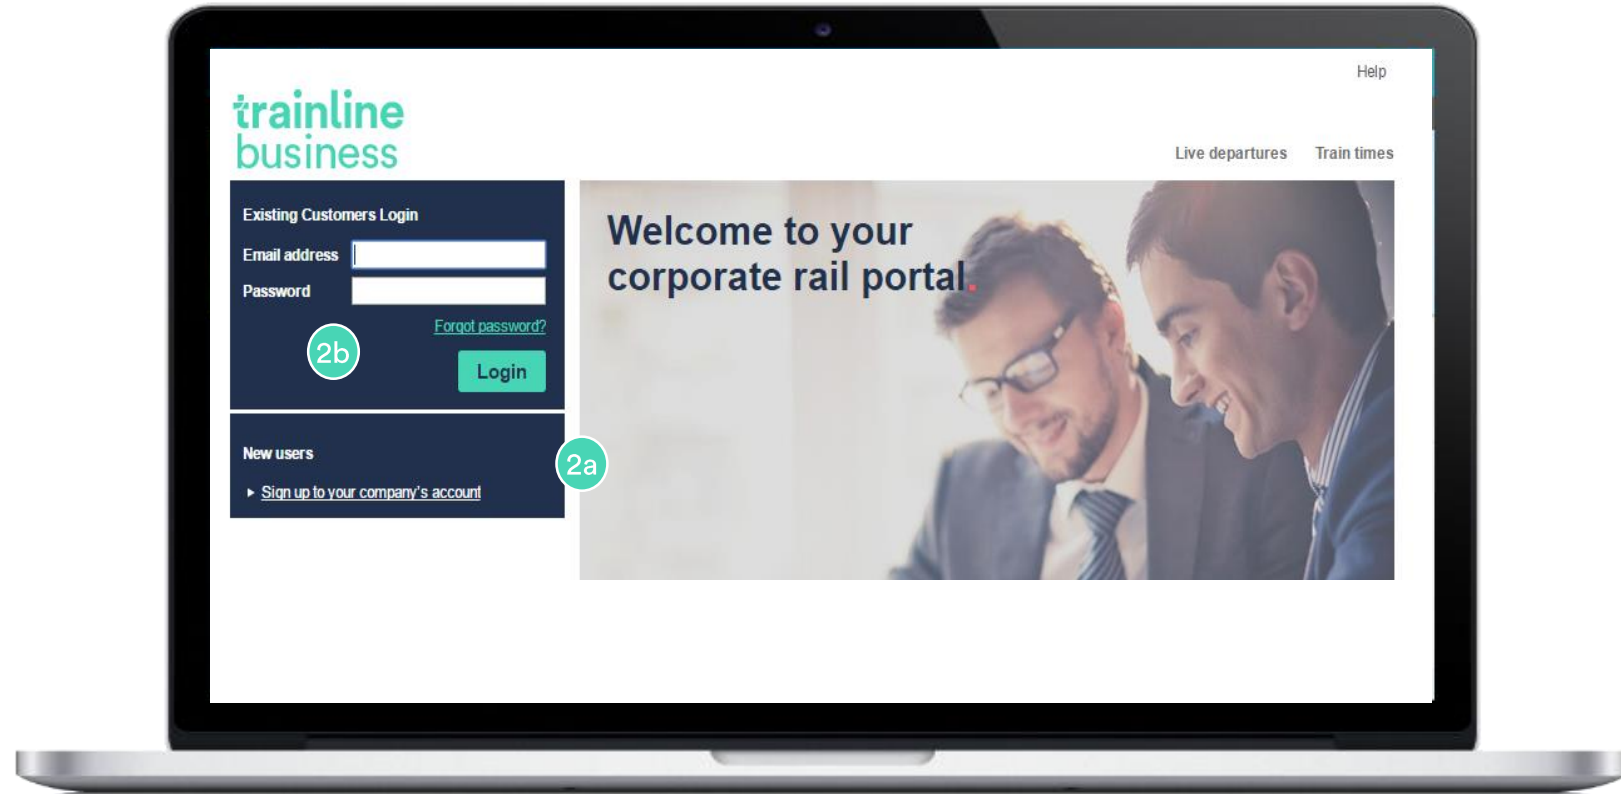 Help
trainline
business
Live departures Train times
Existing Customers Login
Email address
Password
Forgot password?
2b
Login
New users
2a
Sign up to your company's account
Welcome to your
corporate rail portal.